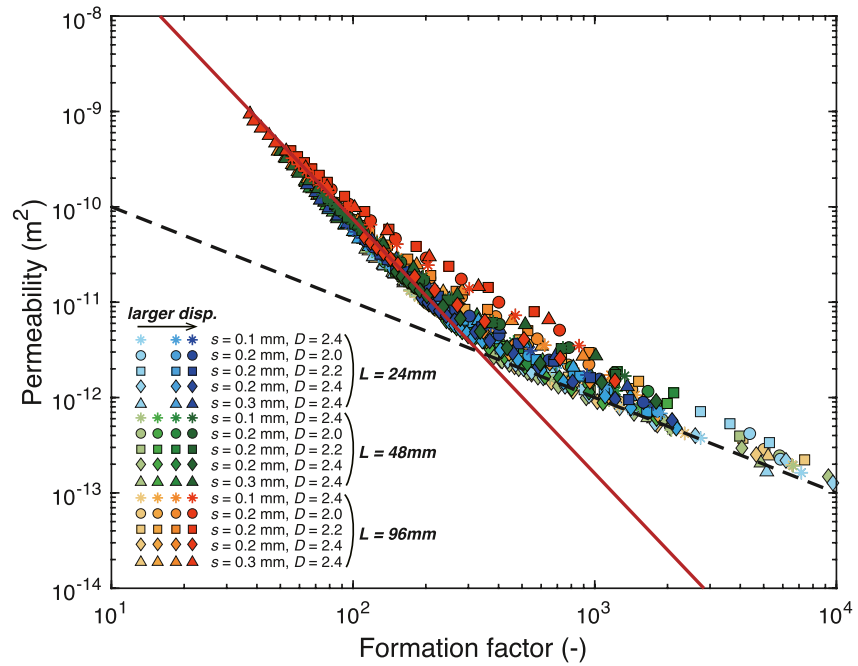 10^-8
10^-9
10^-10
10^-11
10^-12
10^-13
10^-14
Permeability (m^2)
larger disp.
s = 0.1 mm, D = 2.4
s = 0.2 mm, D = 2.0
s = 0.2 mm, D = 2.2
s = 0.2 mm, D = 2.4
s = 0.3 mm, D = 2.4
L = 24mm
s = 0.1 mm, D = 2.4
s = 0.2 mm, D = 2.0
s = 0.2 mm, D = 2.2
s = 0.2 mm, D = 2.4
s = 0.3 mm, D = 2.4
L = 48mm
s = 0.1 mm, D = 2.4
s = 0.2 mm, D = 2.0
s = 0.2 mm, D = 2.2
s = 0.2 mm, D = 2.4
s = 0.3 mm, D = 2.4
L = 96mm
10^1
10^2
10^3
10^4
Formation factor (-)